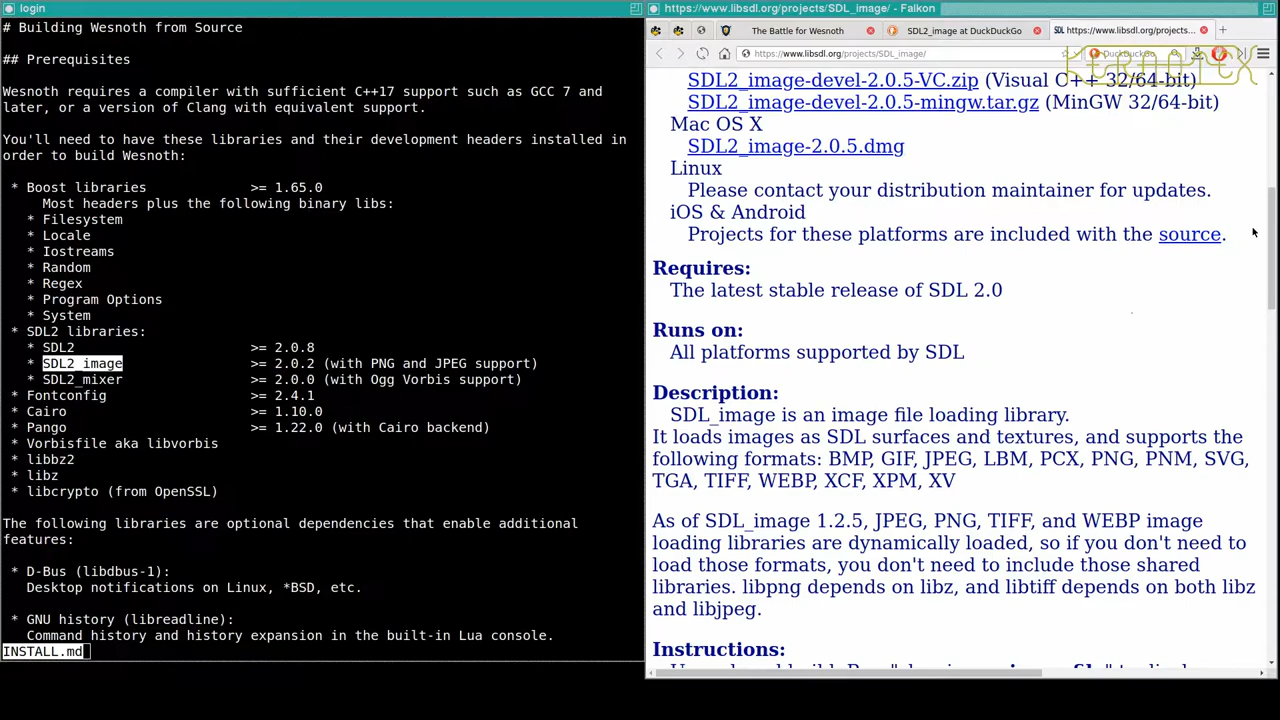 login
# Building Wesnoth from Source
## Prerequisites
Wesnoth requires a compiler with sufficient C++17 support such as GCC 7 and
later, or a version of Clang with equivalent support.
You'll need to have these libraries and their development headers installed in
order to build Wesnoth:
* Boost libraries >= 1.65.0
Most headers plus the following binary libs:
* Filesystem
* Locale
* Iostreams
* Random
* Regex
* Program Options
* System
* SDL2 libraries:
* SDL2 >= 2.0.8
* SDL2_image >= 2.0.2 (with PNG and JPEG support)
* SDL2_mixer >= 2.0.0 (with Ogg Vorbis support)
* Fontconfig >= 2.4.1
* Cairo >= 1.10.0
* Pango >= 1.22.0 (with Cairo backend)
* Vorbisfile aka libvorbis
* libbz2
* libz
* libcrypto (from OpenSSL)
The following libraries are optional dependencies that enable additional
features:
* D-Bus (libdbus-1):
Desktop notifications on Linux, *BSD, etc.
* GNU history (libreadline):
Command history and history expansion in the built-in Lua console.
INSTALL.md
https://www.libsdl.org/projects/SDL_image/ - Falkon
The Battle for Wesnoth
SDL2_image at DuckDuckGo
SDL https://www.libsdl.org/projects...
https://www.libsdl.org/projects/SDL_image/
DuckDuckGo
SDL2_image-devel-2.0.5-VC.zip (Visual C++ 32/64-bit)
SDL2_image-devel-2.0.5-mingw.tar.gz (MinGW 32/64-bit)
Mac OS X
SDL2_image-2.0.5.dmg
Linux
Please contact your distribution maintainer for updates.
iOS & Android
Projects for these platforms are included with the source.
Requires:
The latest stable release of SDL 2.0
Runs on:
All platforms supported by SDL
Description:
SDL_image is an image file loading library.
It loads images as SDL surfaces and textures, and supports the
following formats: BMP, GIF, JPEG, LBM, PCX, PNG, PNM, SVG,
TGA, TIFF, WEBP, XCF, XPM, XV
As of SDL_image 1.2.5, JPEG, PNG, TIFF, and WEBP image
loading libraries are dynamically loaded, so if you don't need to
load those formats, you don't need to include those shared
libraries. libpng depends on libz, and libtiff depends on both libz
and libjpeg.
Instructions: